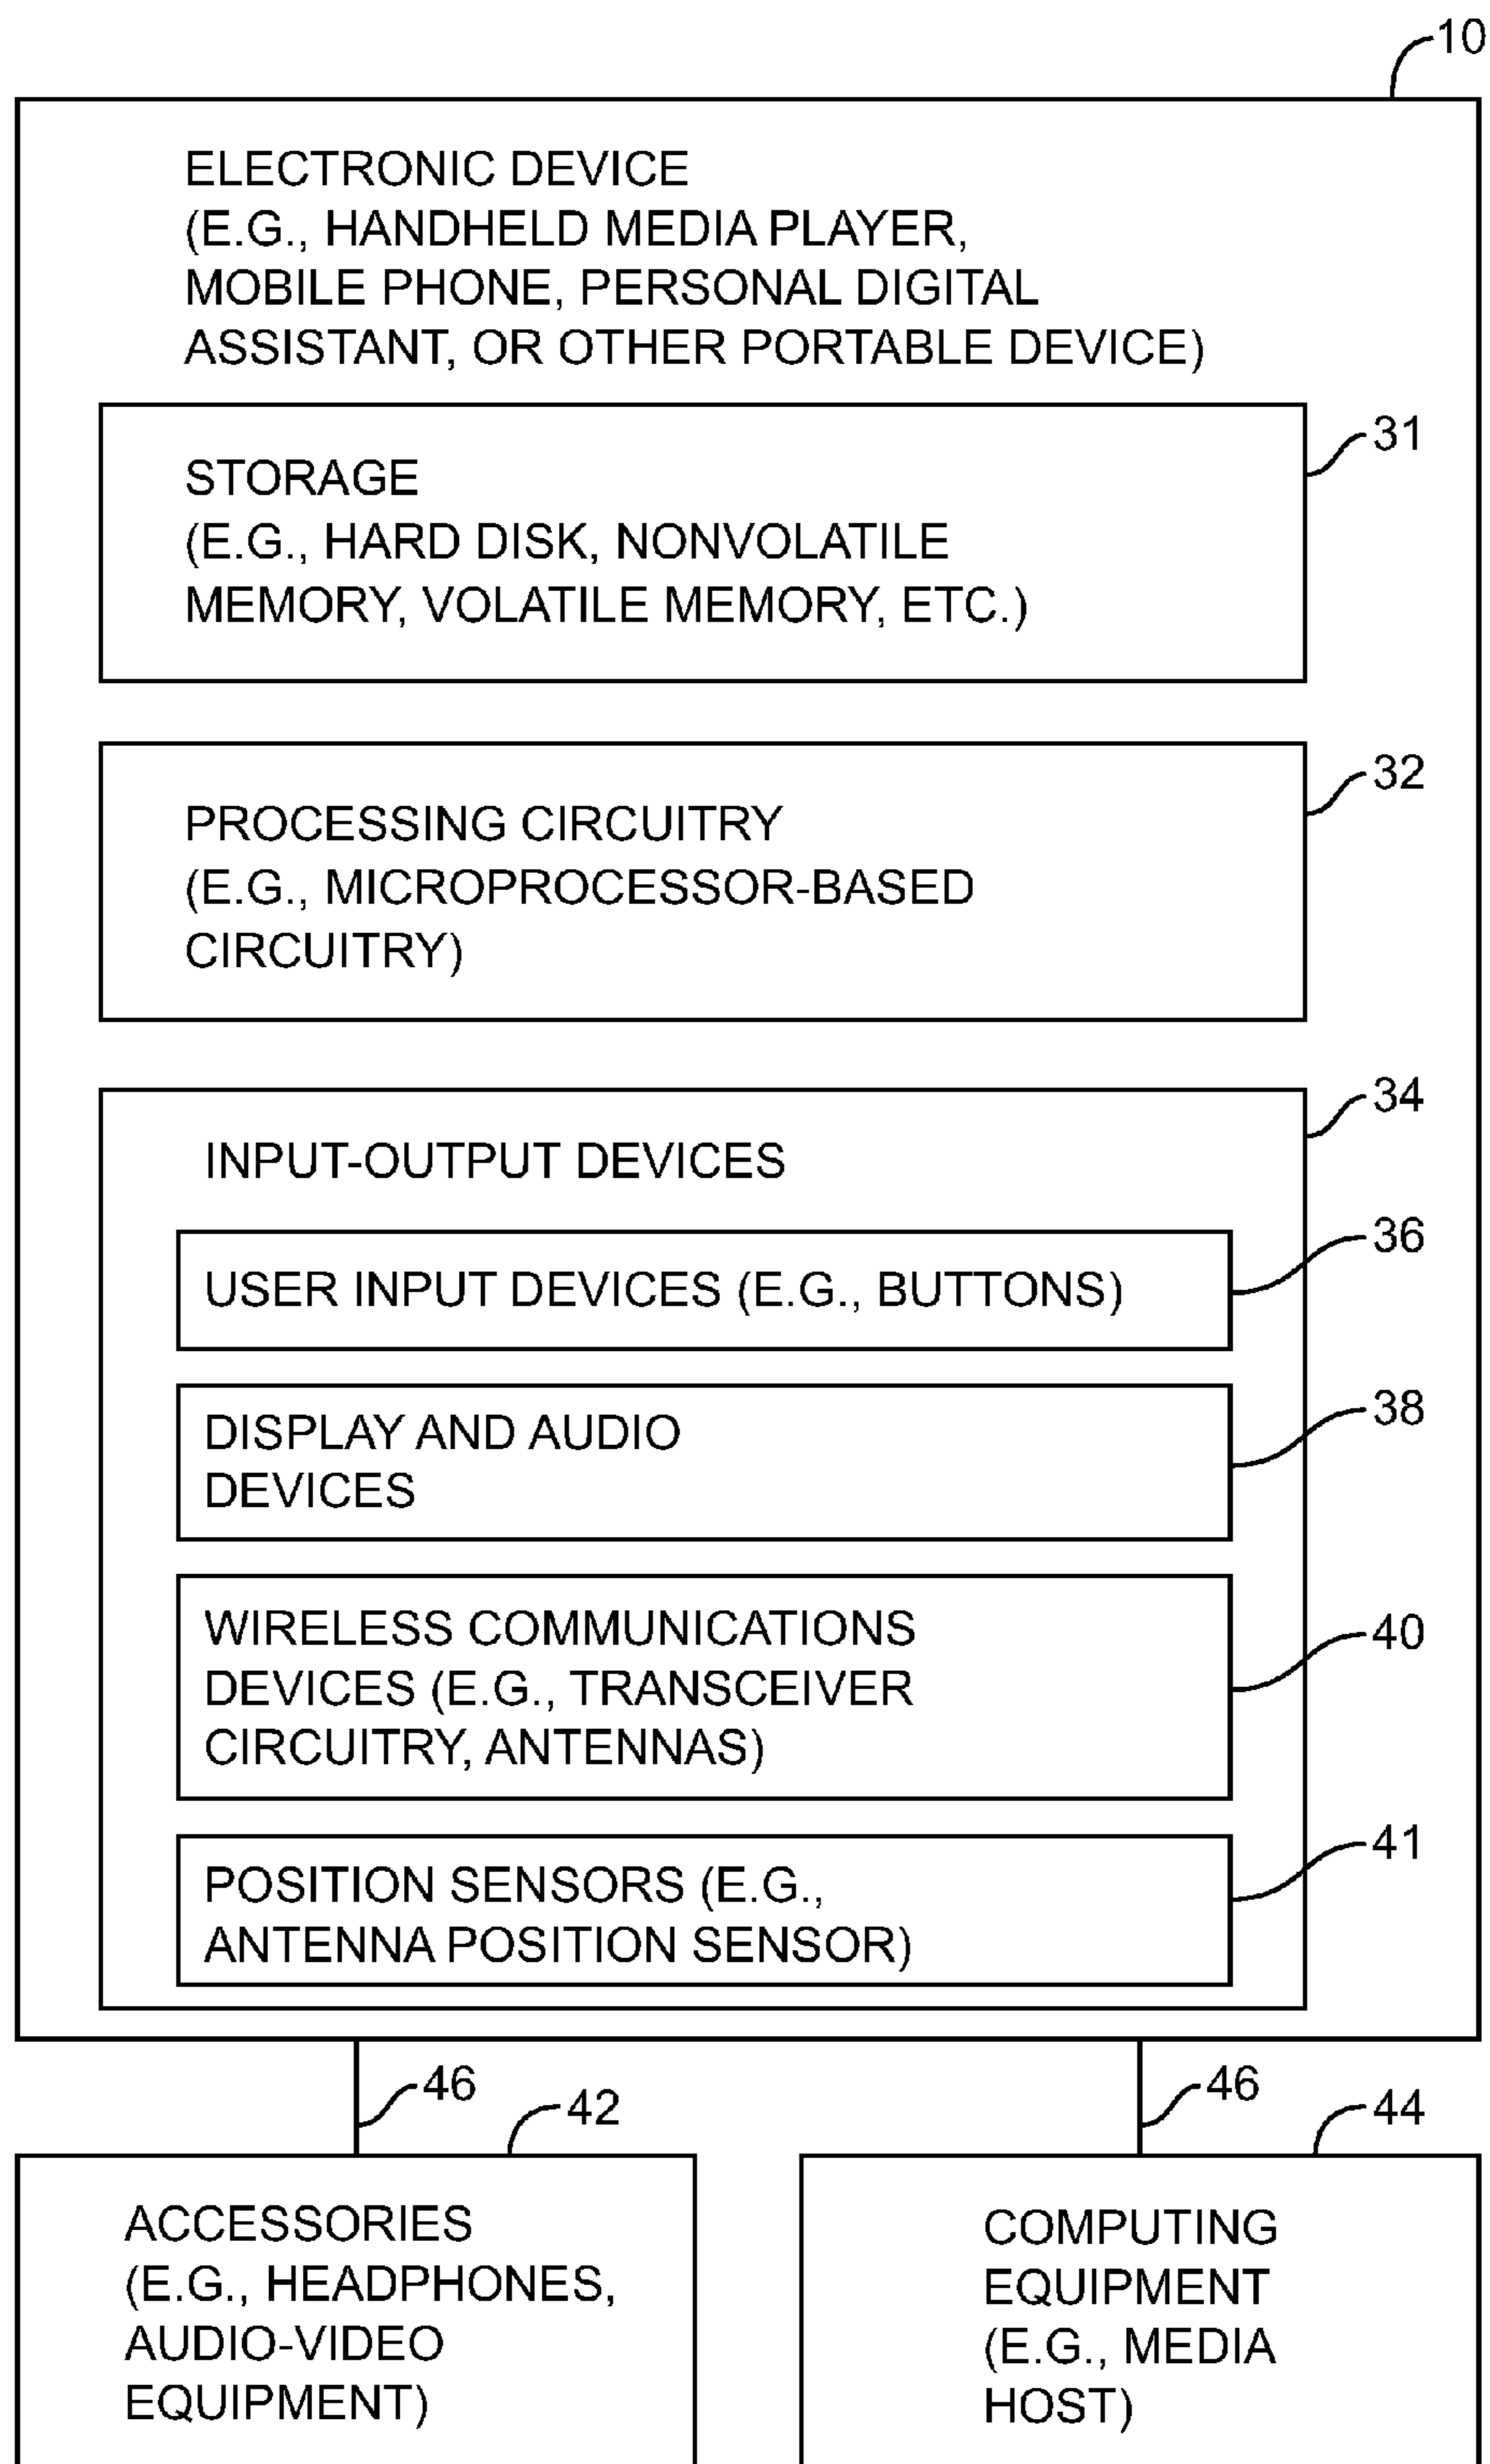 10
ELECTRONIC DEVICE
(E.G., HANDHELD MEDIA PLAYER,
MOBILE PHONE, PERSONAL DIGITAL
ASSISTANT, OR OTHER PORTABLE DEVICE)
31
STORAGE
(E.G., HARD DISK, NONVOLATILE
MEMORY, VOLATILE MEMORY, ETC.)
32
PROCESSING CIRCUITRY
(E.G., MICROPROCESSOR-BASED
CIRCUITRY)
34
INPUT-OUTPUT DEVICES
36
USER INPUT DEVICES (E.G., BUTTONS)
38
DISPLAY AND AUDIO
DEVICES
40
WIRELESS COMMUNICATIONS
DEVICES (E.G., TRANSCEIVER
CIRCUITRY, ANTENNAS)
41
POSITION SENSORS (E.G.,
ANTENNA POSITION SENSOR)
46
42
46
44
ACCESSORIES
(E.G., HEADPHONES,
AUDIO-VIDEO
EQUIPMENT)
COMPUTING
EQUIPMENT
(E.G., MEDIA
HOST)